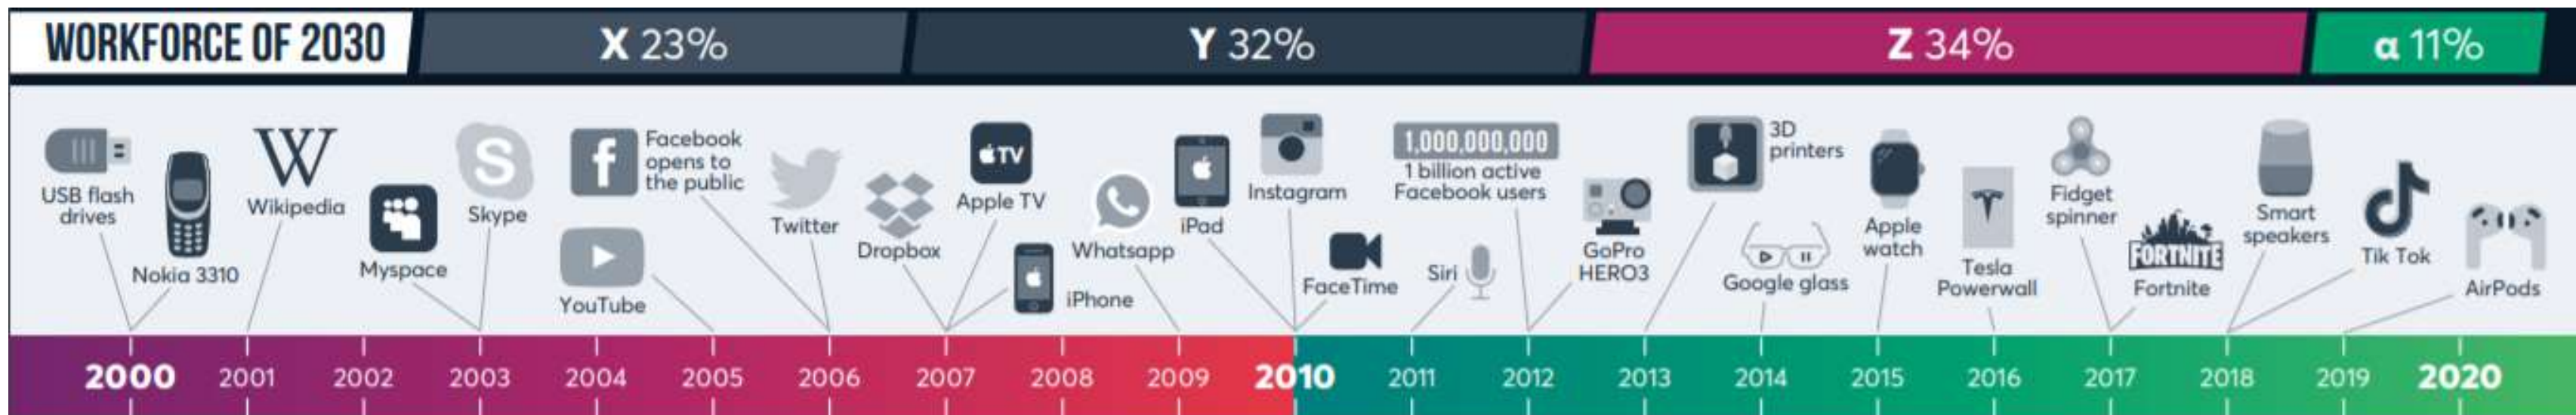 WORKFORCE OF 2030
X 23%
Y 32%
Z 34%
α 11%
USB flash
drives
Nokia 3310
W
Wikipedia
Myspace
S
Skype
f
Facebook
opens to
the public
YouTube
Twitter
Dropbox
tv
Apple TV
iPhone
Whatsapp
iPad
Instagram
FaceTime
1,000,000,000
1 billion active
Facebook users
Siri
GoPro
HERO3
3D
printers
Google glass
Apple
watch
Tesla
Powerwall
Fidget
spinner
FORTNITE
Fortnite
Smart
speakers
Tik Tok
AirPods
2000
2001
2002
2003
2004
2005
2006
2007
2008
2009
2010
2011
2012
2013
2014
2015
2016
2017
2018
2019
2020